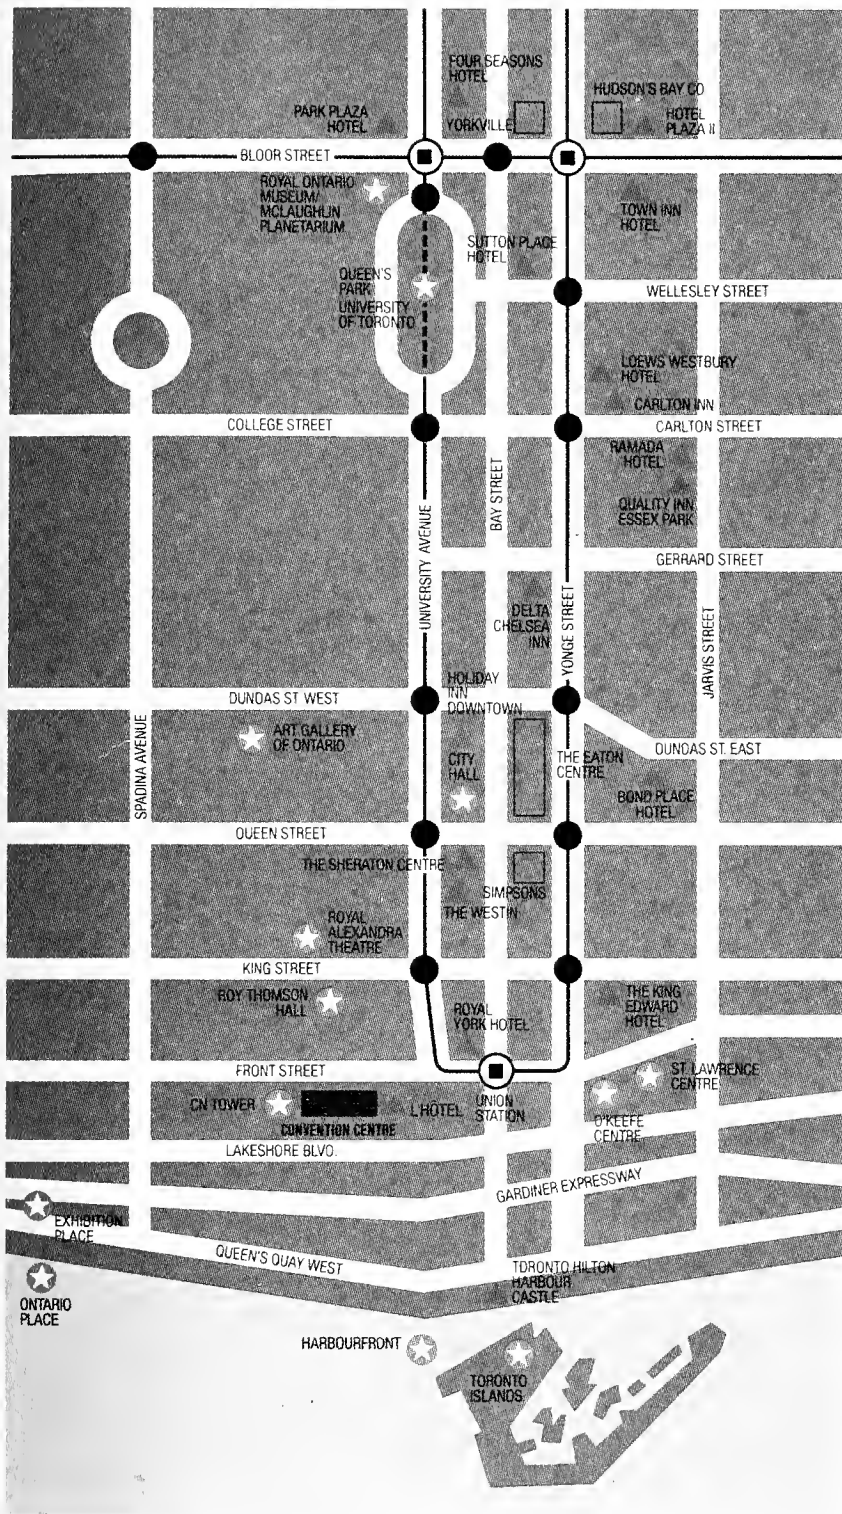 FOUR SEASONS
HOTEL
HUDSON'S BAY CO
PARK PLAZA
HOTEL
YORKVILLE
HOTEL
PLAZA II
BLOOR STREET
ROYAL ONTARIO
MUSEUM/
MCLAUGHLIN
PLANETARIUM
TOWN INN
HOTEL
SUTTON PLACE
HOTEL
QUEEN'S
PARK
UNIVERSITY
OF TORONTO
WELLESLEY STREET
LOEWS WESTBURY
HOTEL
CARLTON INN
COLLEGE STREET
CARLTON STREET
RAMADA
HOTEL
BAY STREET
QUALITY INN
ESSEX PARK
UNIVERSITY AVENUE
GERRARD STREET
YONGE STREET
DELTA
CHELSEA
INN
JARVIS STREET
HOLIDAY
INN
DOWNTOWN
DUNDAS ST WEST
SPADINA AVENUE
ART GALLERY
OF ONTARIO
CITY
HALL
THE EATON
CENTRE
DUNDAS ST. EAST
BOND PLACE
HOTEL
QUEEN STREET
THE SHERATON CENTRE
SIMPSONS
THE WESTIN
ROYAL
ALEXANDRA
THEATRE
KING STREET
ROY THOMSON
HALL
ROYAL
YORK HOTEL
THE KING
EDWARD
HOTEL
FRONT STREET
ST LAWRENCE
CENTRE
CN TOWER
L'HÔTEL
UNION
STATION
O'KEEFE
CENTRE
CONVENTION CENTRE
LAKESHORE BLVD.
GARDINER EXPRESSWAY
EXHIBITION
PLACE
QUEEN'S QUAY WEST
TORONTO HILTON
HARBOUR
CASTLE
ONTARIO
PLACE
HARBOURFRONT
TORONTO
ISLANDS